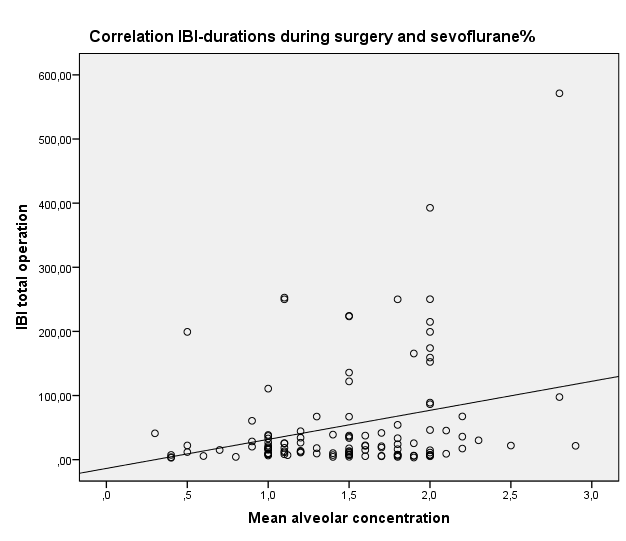 Correlation IBI-durations during surgery and sevoflurane%
600,00
500,00
400,00
300,00
200,00
100,00
,00
IBI total operation
,0 ,5 1,0 1,5 2,0 2,5 3,0
Mean alveolar concentration